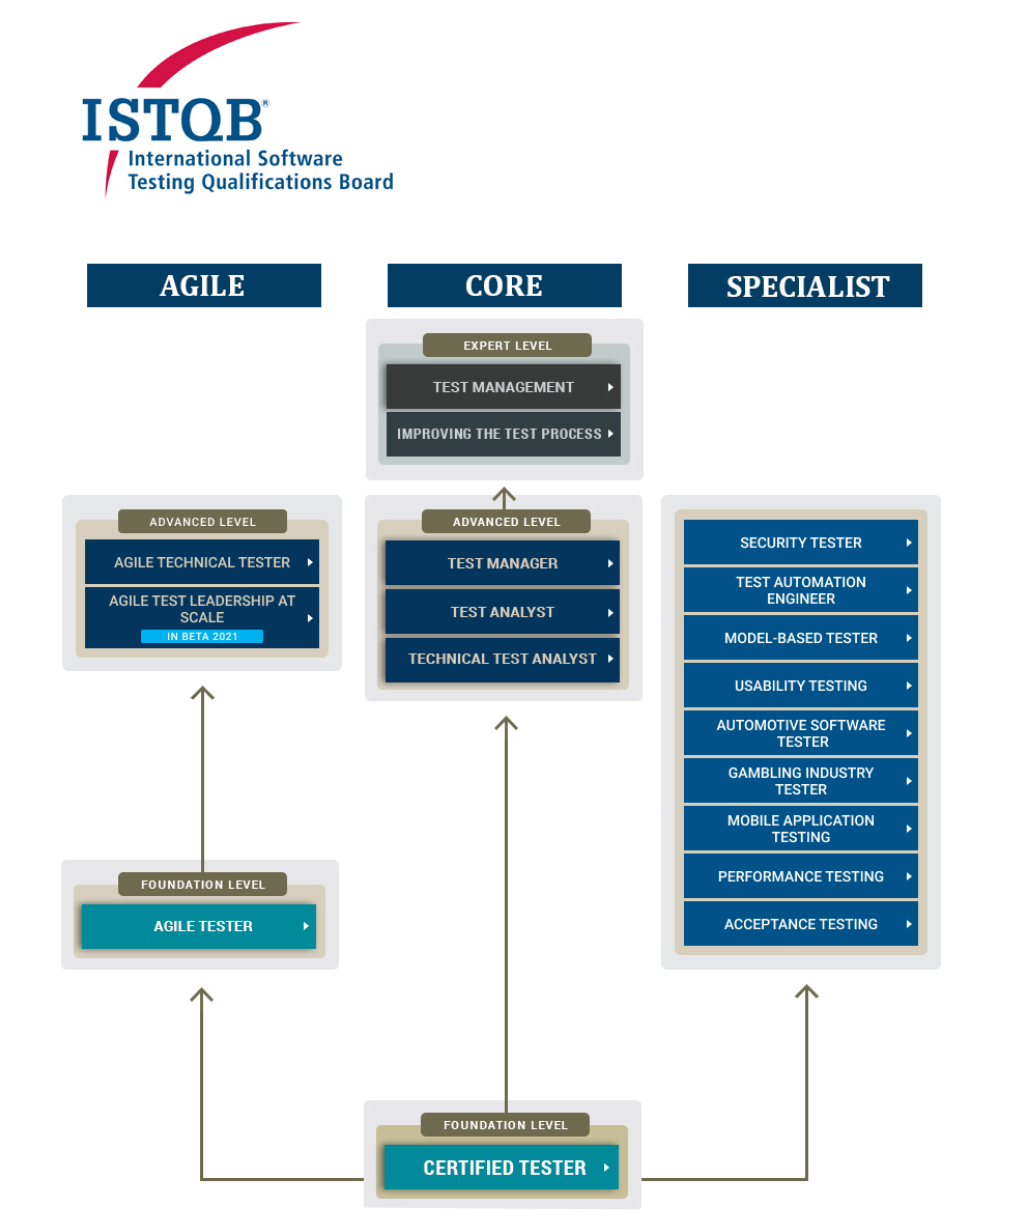 ISTQB®
International Software
Testing Qualifications Board
AGILE
CORE
SPECIALIST
EXPERT LEVEL
TEST MANAGEMENT
IMPROVING THE TEST PROCESS
ADVANCED LEVEL
AGILE TECHNICAL TESTER
AGILE TEST LEADERSHIP AT
SCALE
IN BETA 2021
ADVANCED LEVEL
TEST MANAGER
TEST ANALYST
TECHNICAL TEST ANALYST
SECURITY TESTER
TEST AUTOMATION
ENGINEER
MODEL-BASED TESTER
USABILITY TESTING
AUTOMOTIVE SOFTWARE
TESTER
GAMBLING INDUSTRY
TESTER
MOBILE APPLICATION
TESTING
PERFORMANCE TESTING
ACCEPTANCE TESTING
FOUNDATION LEVEL
AGILE TESTER
FOUNDATION LEVEL
CERTIFIED TESTER